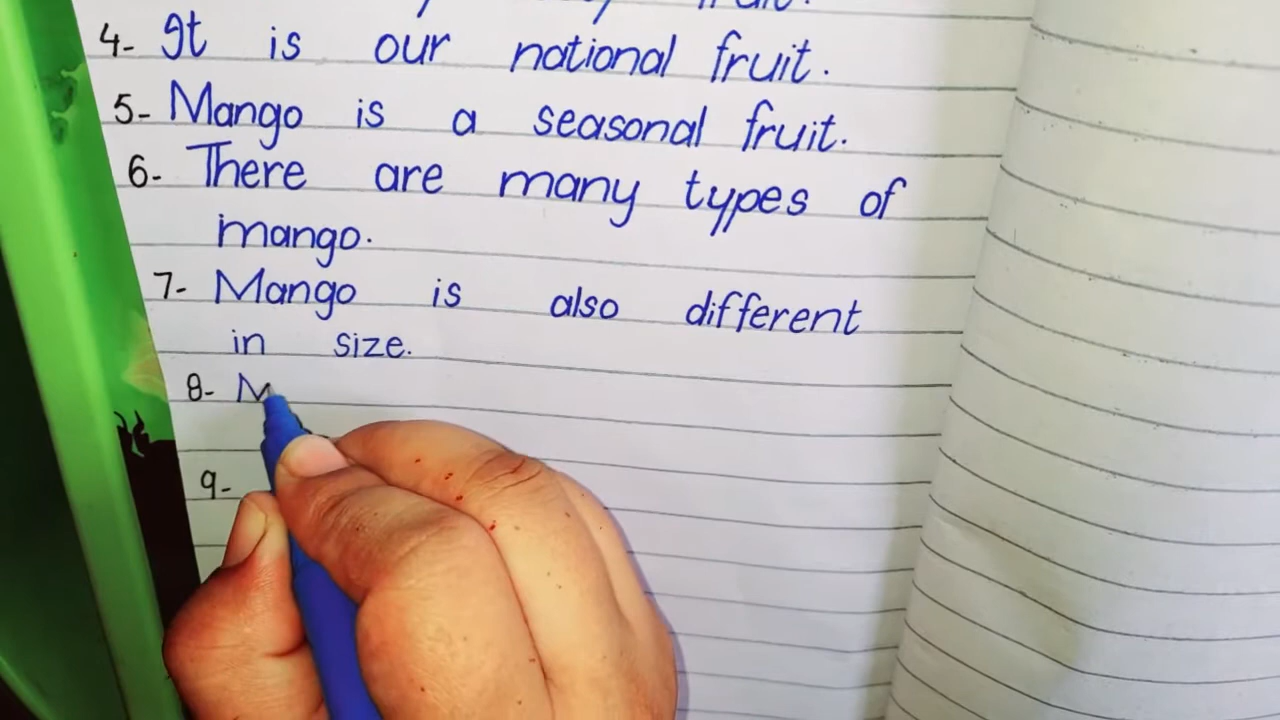 fruit.
4- It is our national fruit.
5- Mango is a seasonal fruit.
6- There are many types of
mango.
7- Mango is also different
in size.
8- M
9-